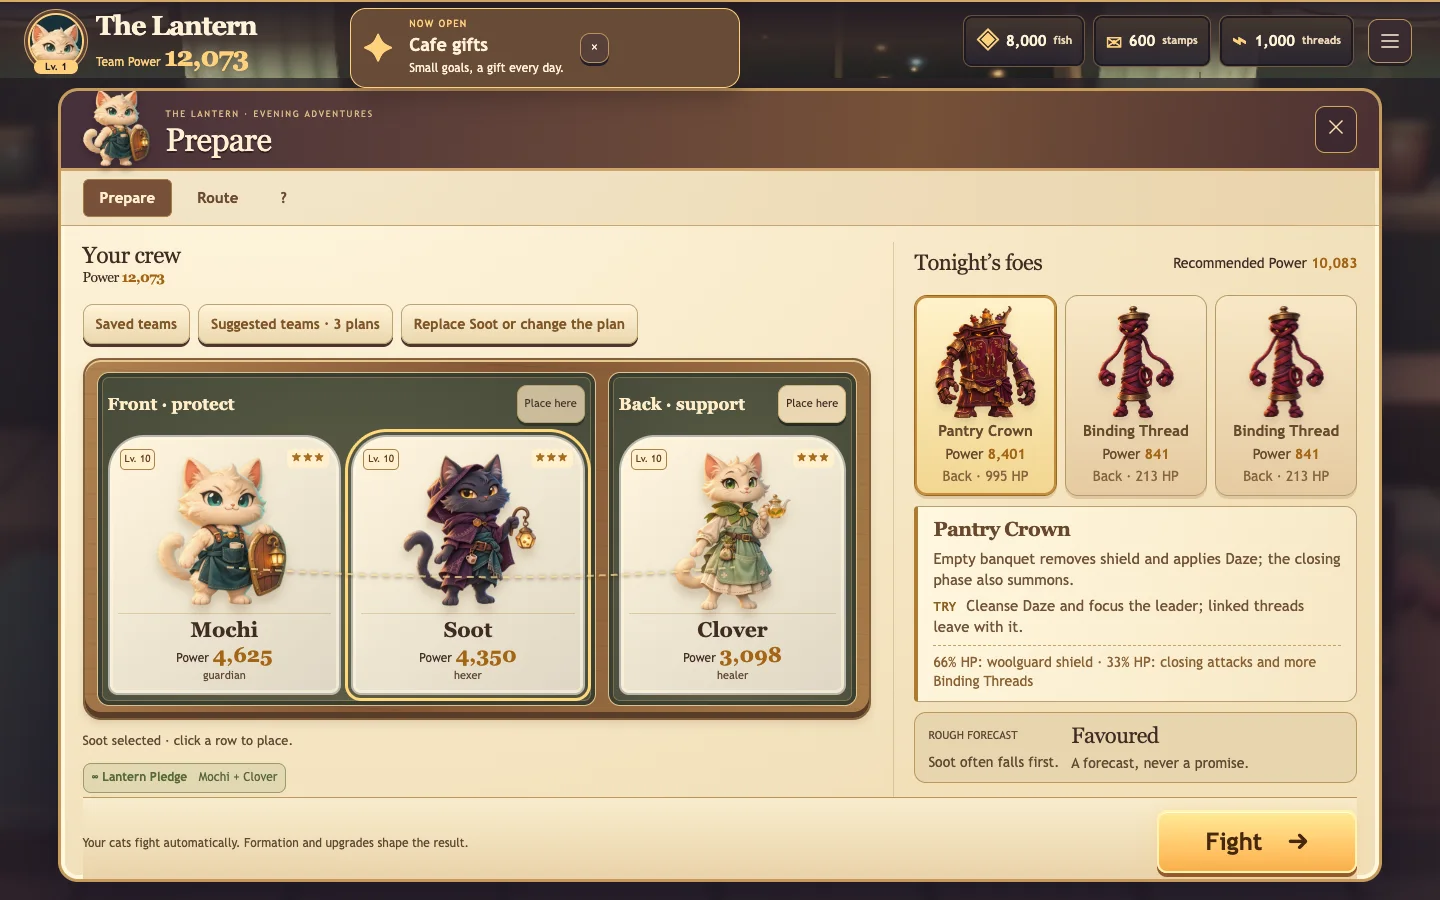 The Lantern
Team Power 12,073
Lv. 1
NOW OPEN
Cafe gifts
Small goals, a gift every day.
×
8,000 fish
600 stamps
1,000 threads
THE LANTERN · EVENING ADVENTURES
Prepare
Prepare
Route
?
Your crew
Power 12,073
Saved teams
Suggested teams · 3 plans
Replace Soot or change the plan
Front · protect
Place here
Back · support
Place here
Lv. 10
Mochi
Power 4,625
guardian
Lv. 10
Soot
Power 4,350
hexer
Lv. 10
Clover
Power 3,098
healer
Soot selected · click a row to place.
∞ Lantern Pledge Mochi + Clover
Tonight's foes
Recommended Power 10,083
Pantry Crown
Power 8,401
Back · 995 HP
Binding Thread
Power 841
Back · 213 HP
Binding Thread
Power 841
Back · 213 HP
Pantry Crown
Empty banquet removes shield and applies Daze; the closing
phase also summons.
TRY Cleanse Daze and focus the leader; linked threads
leave with it.
66% HP: woolguard shield · 33% HP: closing attacks and more
Binding Threads
ROUGH FORECAST
Favoured
Soot often falls first.
A forecast, never a promise.
Your cats fight automatically. Formation and upgrades shape the result.
Fight →